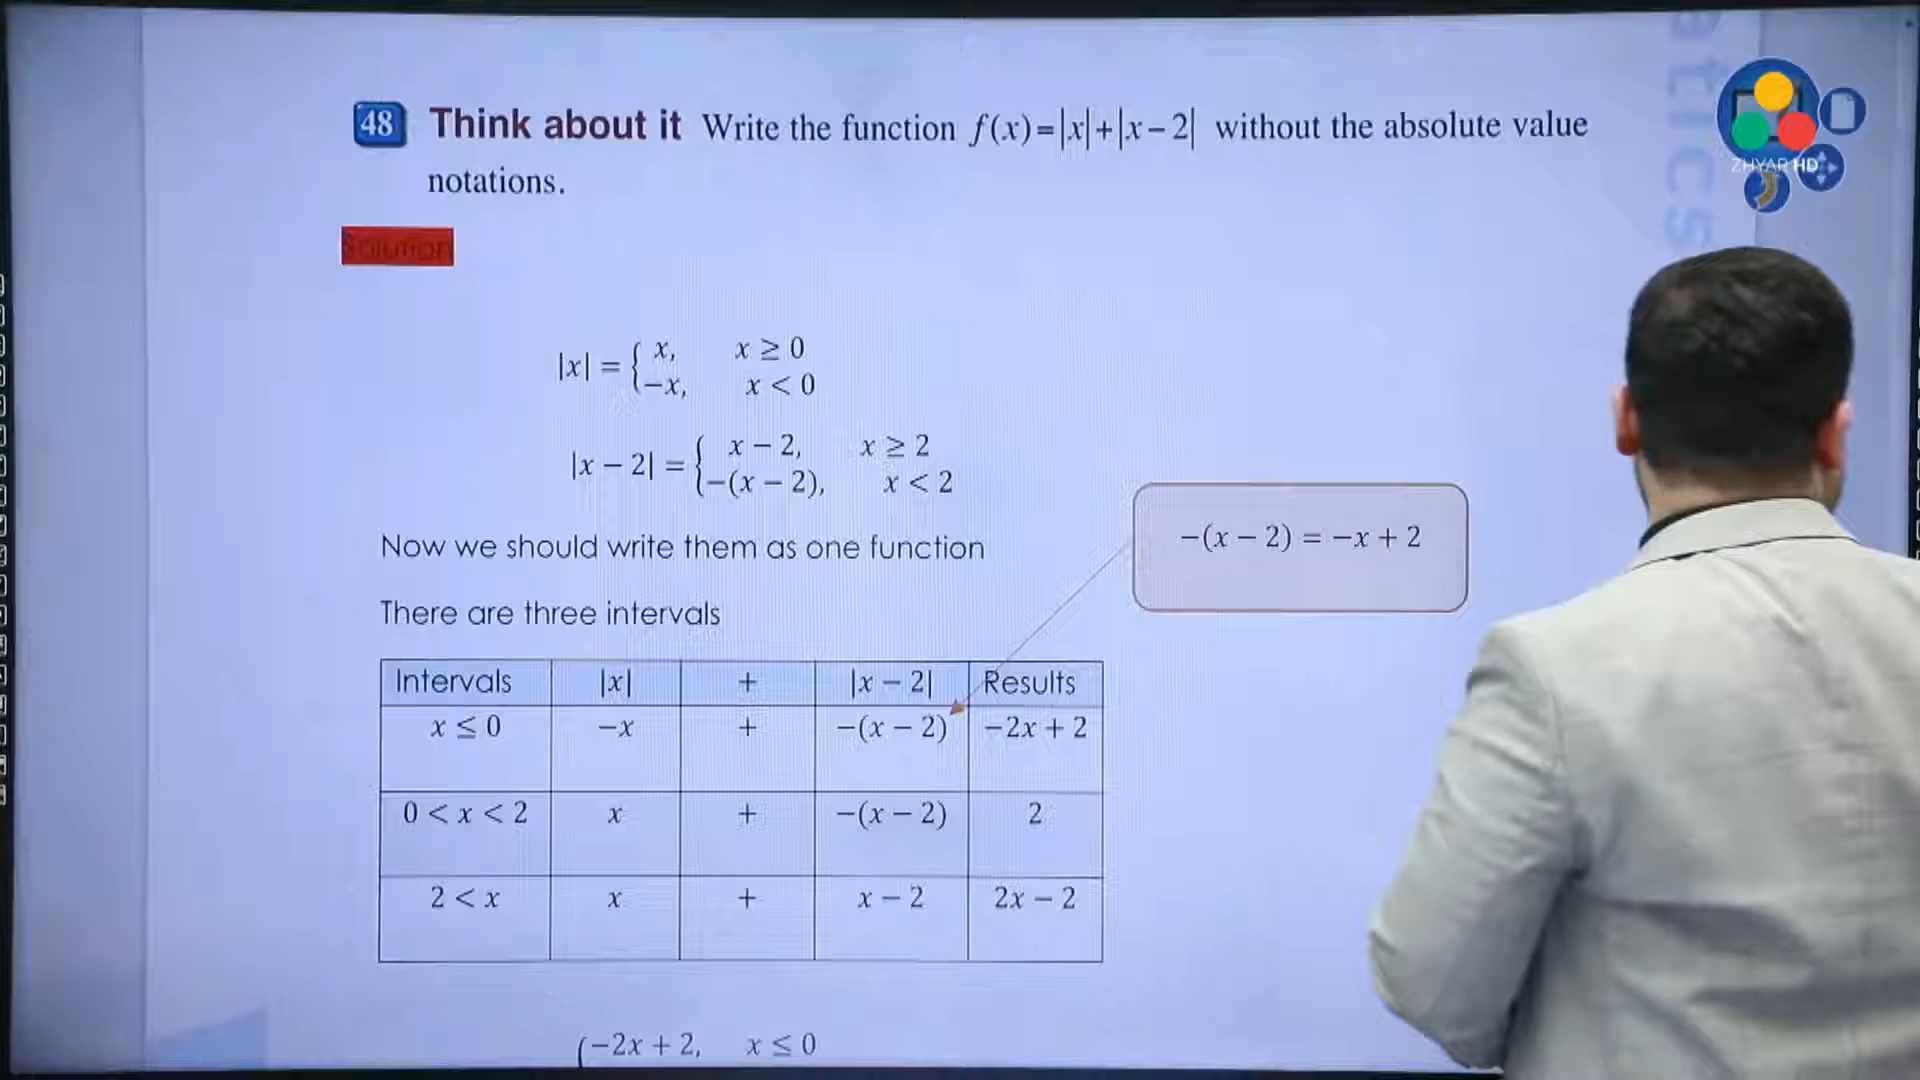 48 Think about it Write the function f(x)=|x|+|x−2| without the absolute value
notations.
Solution
|x| = { x, x ≥ 0
−x, x < 0
|x − 2| = { x − 2, x ≥ 2
−(x − 2), x < 2
Now we should write them as one function
−(x − 2) = −x + 2
There are three intervals
Intervals |x| + |x − 2| Results
x ≤ 0 −x + −(x − 2) −2x + 2
0 < x < 2 x + −(x − 2) 2
2 < x x + x − 2 2x − 2
−2x + 2, x ≤ 0
ZHYAR HD
atics